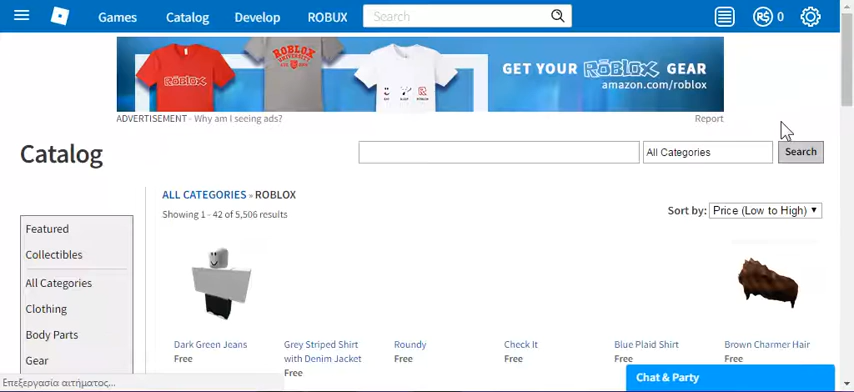 Games Catalog Develop ROBUX Search R$ 0
ROBLOX ROBLOX UNIVERSITY GET YOUR ROBLOX GEAR
amazon.com/roblox
ADVERTISEMENT - Why am I seeing ads? Report
Catalog All Categories Search
ALL CATEGORIES » ROBLOX
Showing 1 - 42 of 5,506 results
Sort by: Price (Low to High)
Featured
Collectibles
All Categories
Clothing
Body Parts
Gear
Dark Green Jeans
Free
Grey Striped Shirt
with Denim Jacket
Free
Roundy
Free
Check It
Free
Blue Plaid Shirt
Free
Brown Charmer Hair
Free
Επεξεργασία αιτήματος...
Chat & Party